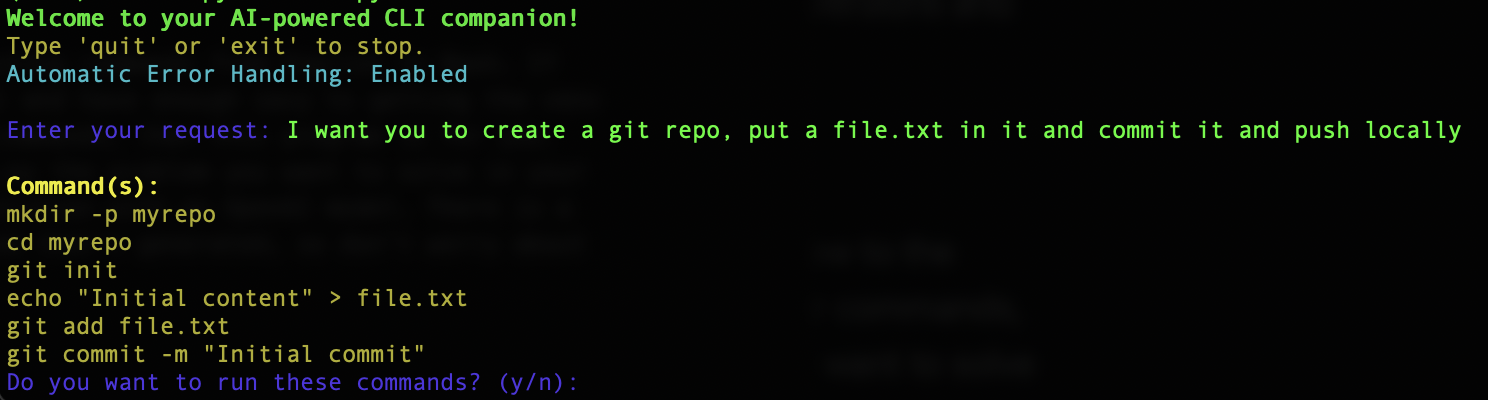 Welcome to your AI-powered CLI companion!
Type 'quit' or 'exit' to stop.
Automatic Error Handling: Enabled
Enter your request: I want you to create a git repo, put a file.txt in it and commit it and push locally
Command(s):
mkdir -p myrepo
cd myrepo
git init
echo "Initial content" > file.txt
git add file.txt
git commit -m "Initial commit"
Do you want to run these commands? (y/n):